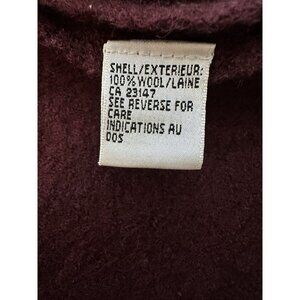 SHELL/EXTERIEUR:
100% WOOL/LAINE
CA 23147
SEE REVERSE FOR
CARE
INDICATIONS AU
DOS